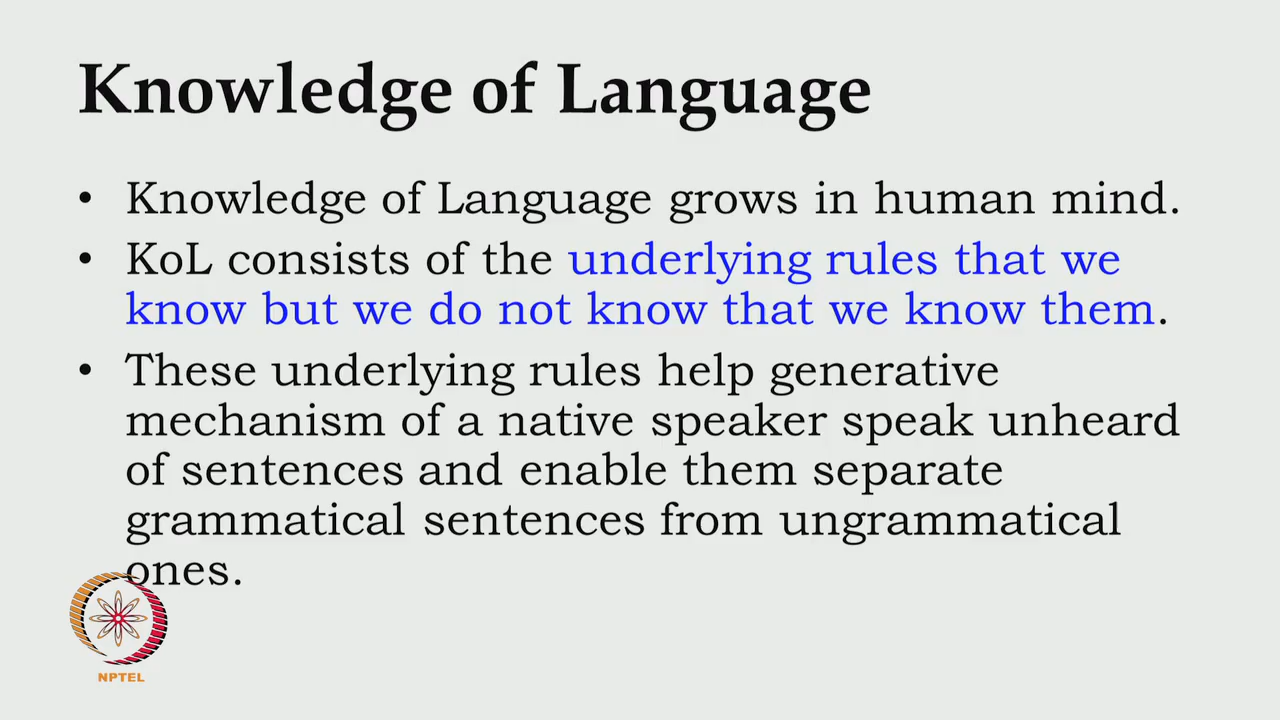 Knowledge of Language
• Knowledge of Language grows in human mind.
• KoL consists of the underlying rules that we
know but we do not know that we know them.
• These underlying rules help generative
mechanism of a native speaker speak unheard
of sentences and enable them separate
grammatical sentences from ungrammatical
ones.
NPTEL